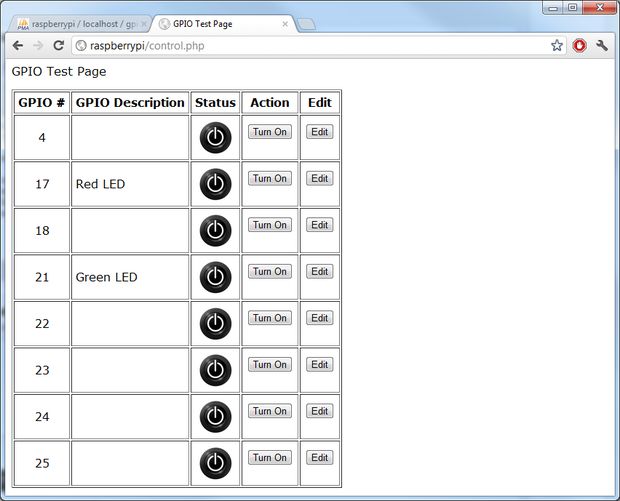 raspberrypi / localhost / gpi
GPIO Test Page
raspberrypi/control.php
GPIO Test Page
GPIO # GPIO Description Status Action Edit
4 Turn On Edit
17 Red LED Turn On Edit
18 Turn On Edit
21 Green LED Turn On Edit
22 Turn On Edit
23 Turn On Edit
24 Turn On Edit
25 Turn On Edit